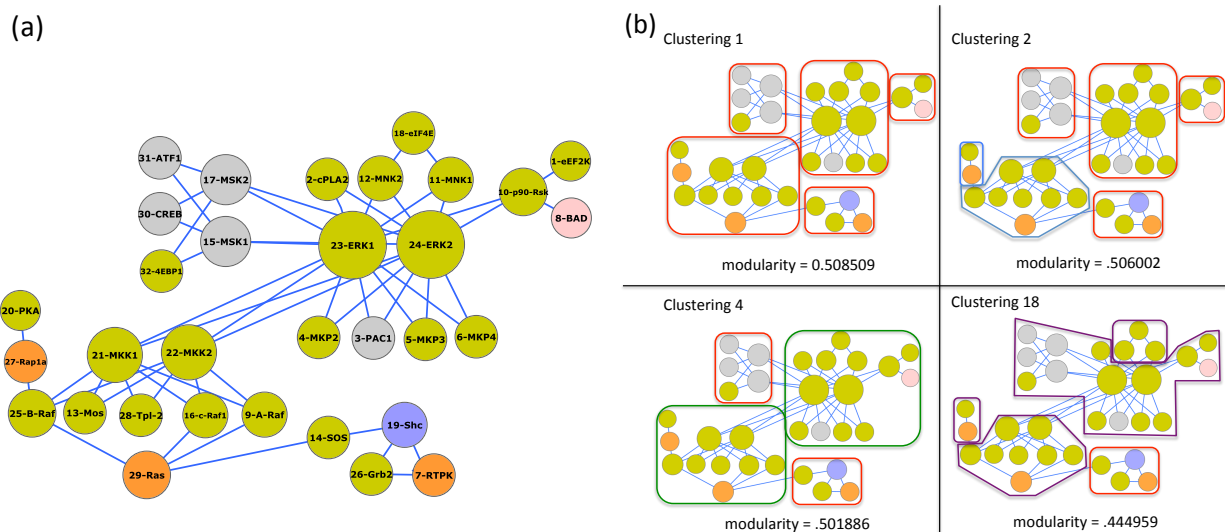 (a)
18-eIF4E
31-ATF1
1-eEF2K
17-MSK2
2-cPLA2
12-MNK2
11-MNK1
10-p90-Rsk
30-CREB
8-BAD
15-MSK1
23-ERK1
24-ERK2
32-4EBP1
20-PKA
4-MKP2
3-PAC1
5-MKP3
6-MKP4
21-MKK1
22-MKK2
27-Rap1a
25-B-Raf
13-Mos
28-Tpl-2
16-c-Raf1
9-A-Raf
19-Shc
14-SOS
29-Ras
26-Grb2
7-RTPK
(b)
Clustering 1
modularity = 0.508509
Clustering 2
modularity = .506002
Clustering 4
modularity = .501886
Clustering 18
modularity = .444959